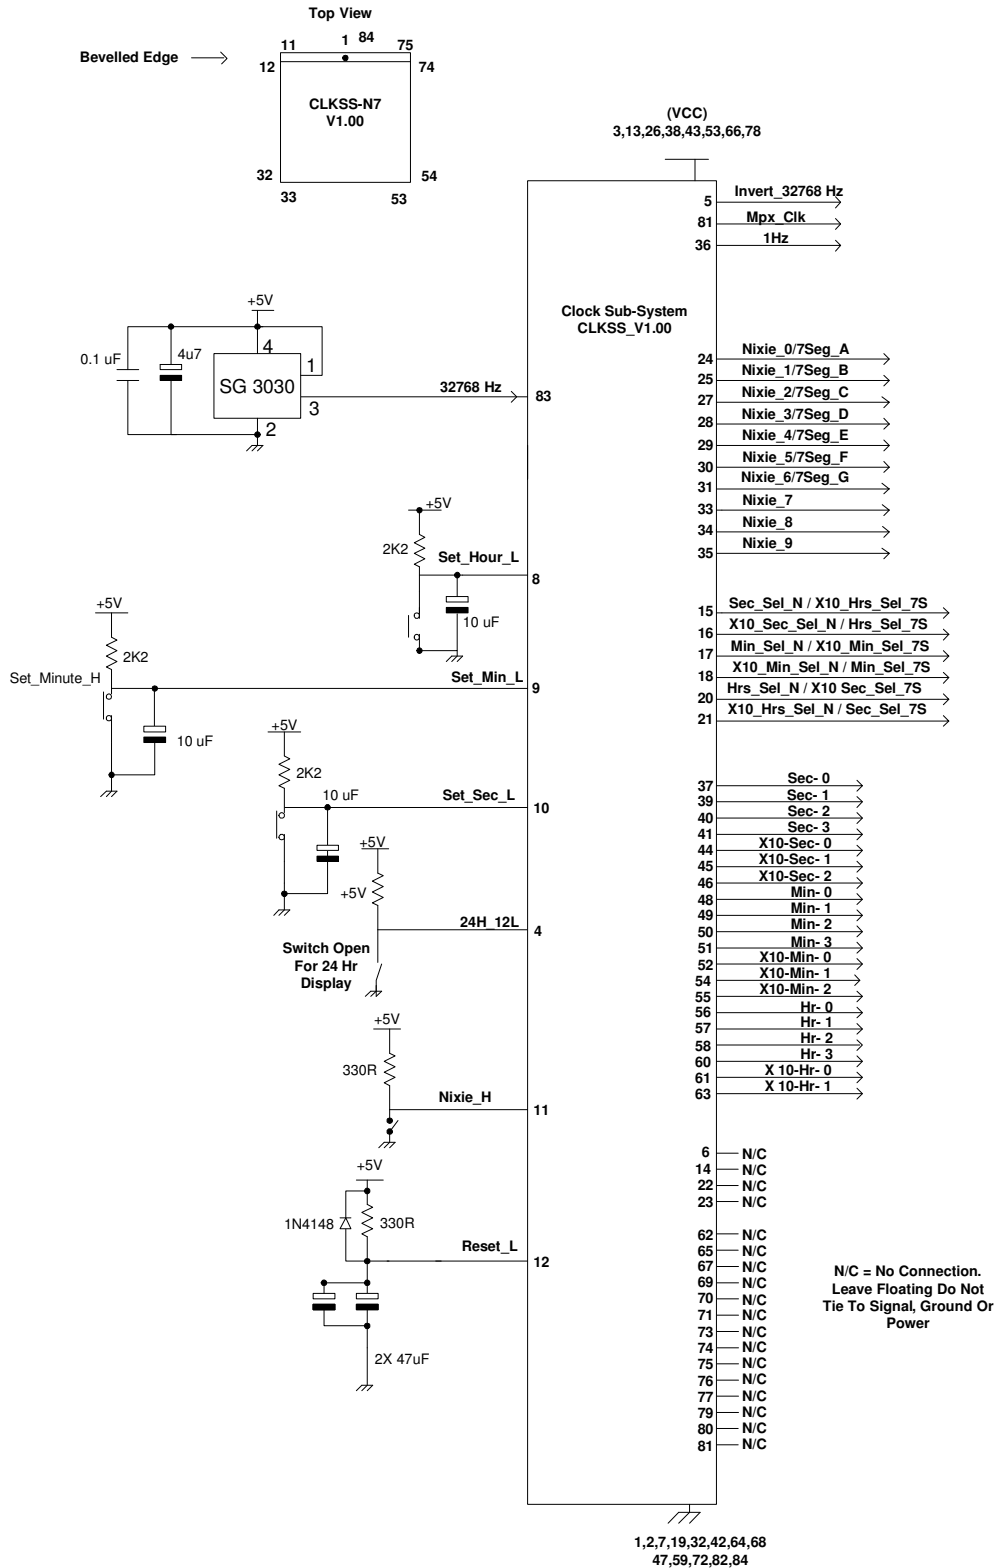 Top View
Bevelled Edge
11
1
84
75
12
74
CLKSS-N7
V1.00
32
54
33
53
(VCC)
3,13,26,38,43,53,66,78
5 Invert_32768 Hz
81 Mpx_Clk
36 1Hz
Clock Sub-System
CLKSS_V1.00
+5V
0.1 uF
4u7
4
1
SG 3030
3
2
32768 Hz
83
24 Nixie_0/7Seg_A
25 Nixie_1/7Seg_B
27 Nixie_2/7Seg_C
28 Nixie_3/7Seg_D
29 Nixie_4/7Seg_E
30 Nixie_5/7Seg_F
31 Nixie_6/7Seg_G
33 Nixie_7
34 Nixie_8
35 Nixie_9
+5V
2K2
Set_Hour_L
8
10 uF
15 Sec_Sel_N / X10_Hrs_Sel_7S
16 X10_Sec_Sel_N / Hrs_Sel_7S
17 Min_Sel_N / X10_Min_Sel_7S
18 X10_Min_Sel_N / Min_Sel_7S
20 Hrs_Sel_N / X10 Sec_Sel_7S
21 X10_Hrs_Sel_N / Sec_Sel_7S
+5V
2K2
Set_Minute_H
Set_Min_L
9
10 uF
+5V
2K2
10 uF
Set_Sec_L
10
37 Sec- 0
39 Sec- 1
40 Sec- 2
41 Sec- 3
44 X10-Sec- 0
45 X10-Sec- 1
46 X10-Sec- 2
48 Min- 0
49 Min- 1
50 Min- 2
51 Min- 3
52 X10-Min- 0
54 X10-Min- 1
55 X10-Min- 2
56 Hr- 0
57 Hr- 1
58 Hr- 2
60 Hr- 3
61 X 10-Hr- 0
63 X 10-Hr- 1
+5V
+5V
24H_12L
4
Switch Open
For 24 Hr
Display
+5V
330R
Nixie_H
11
+5V
1N4148
330R
Reset_L
12
2X 47uF
6 N/C
14 N/C
22 N/C
23 N/C
62 N/C
65 N/C
67 N/C
69 N/C
70 N/C
71 N/C
73 N/C
74 N/C
75 N/C
76 N/C
77 N/C
79 N/C
80 N/C
81 N/C
N/C = No Connection.
Leave Floating Do Not
Tie To Signal, Ground Or
Power
1,2,7,19,32,42,64,68
47,59,72,82,84